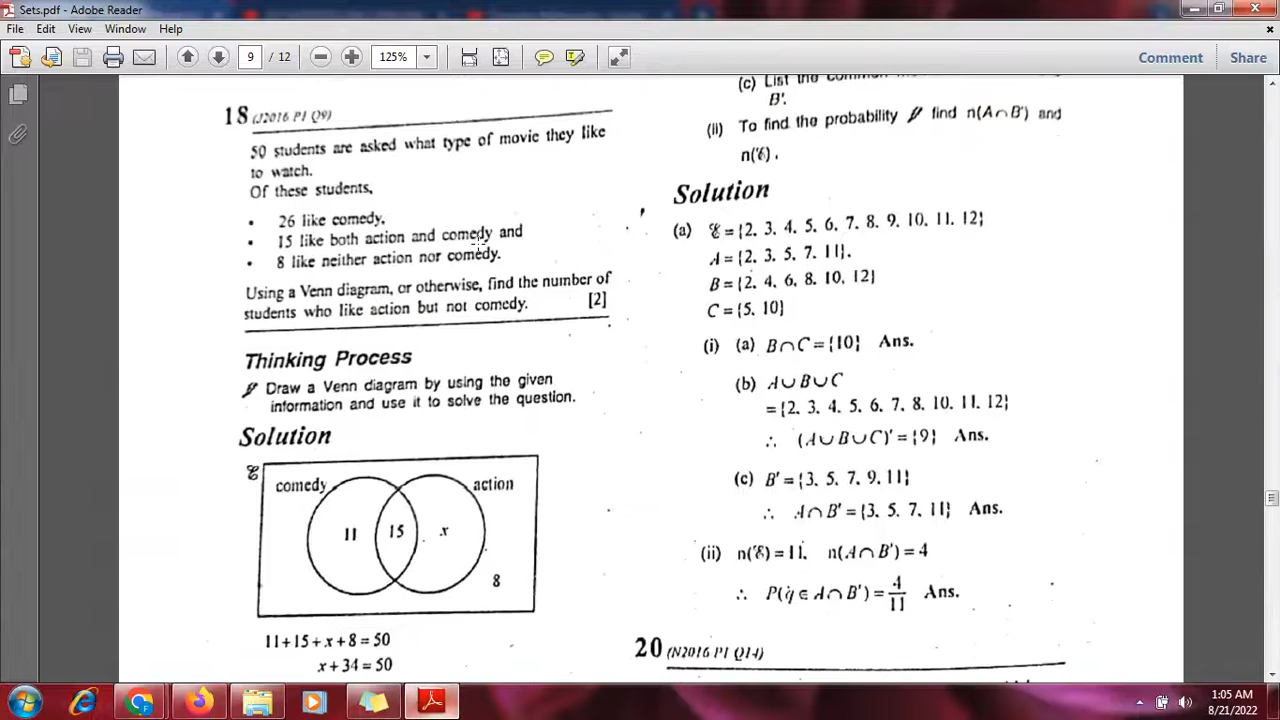 Sets.pdf - Adobe Reader
File Edit View Window Help
9 / 12 125% Comment Share
18 (J2016 P1 Q9)
50 students are asked what type of movie they like
to watch.
Of these students,
• 26 like comedy,
• 15 like both action and comedy and
• 8 like neither action nor comedy.
Using a Venn diagram, or otherwise, find the number of
students who like action but not comedy. [2]
Thinking Process
Draw a Venn diagram by using the given
information and use it to solve the question.
Solution
ℰ
comedy action
11 15 x
8
11+15+x+8=50
x+34=50
(c) List the common
B'.
(ii) To find the probability find n(A∩B') and
n(ℰ).
Solution
(a) ℰ = {2, 3, 4, 5, 6, 7, 8, 9, 10, 11, 12}
A = {2, 3, 5, 7, 11}.
B = {2, 4, 6, 8, 10, 12}
C = {5, 10}
(i) (a) B∩C = {10} Ans.
(b) A∪B∪C
= {2, 3, 4, 5, 6, 7, 8, 10, 11, 12}
∴ (A∪B∪C)' = {9} Ans.
(c) B' = {3, 5, 7, 9, 11}
∴ A∩B' = {3, 5, 7, 11} Ans.
(ii) n(ℰ) = 11, n(A∩B') = 4
∴ P(q ∈ A∩B') = 4/11 Ans.
20 (N2016 P1 Q14)
1:05 AM
8/21/2022